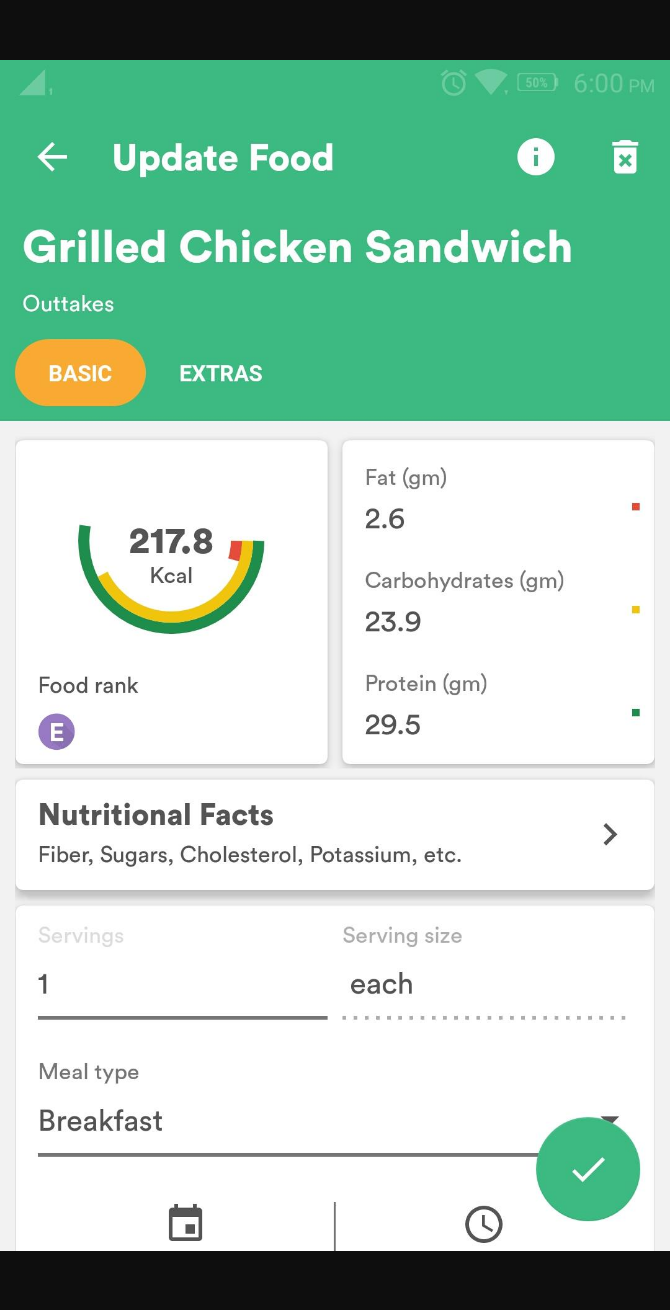 50% 6:00 PM
Update Food
Grilled Chicken Sandwich
Outtakes
BASIC EXTRAS
217.8
Kcal
Food rank
E
Fat (gm)
2.6
Carbohydrates (gm)
23.9
Protein (gm)
29.5
Nutritional Facts
Fiber, Sugars, Cholesterol, Potassium, etc.
Servings Serving size
1 each
Meal type
Breakfast